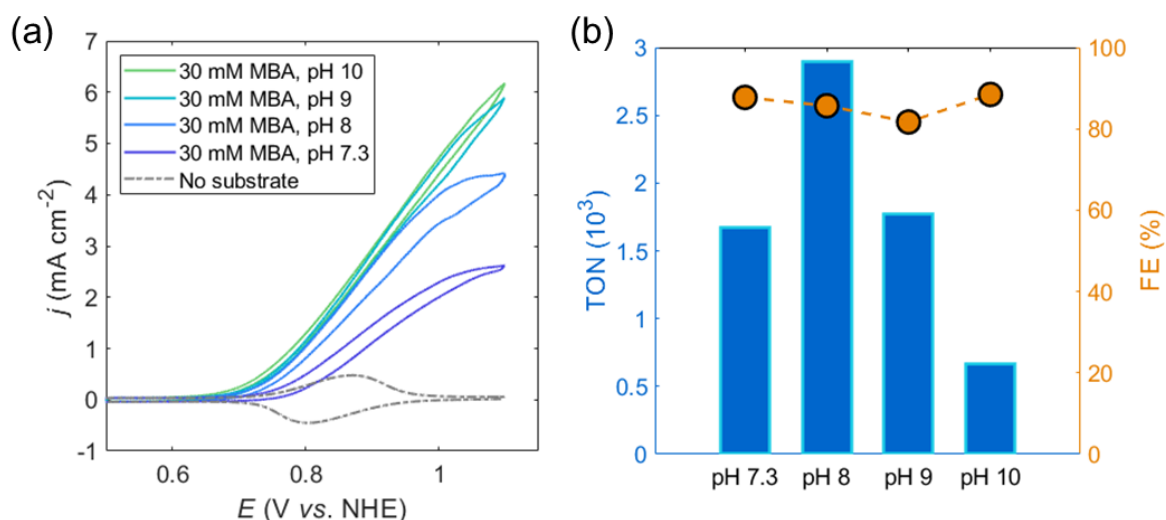 (a)
7
6
5
4
3
2
1
0
-1
j (mA cm-2)
30 mM MBA, pH 10
30 mM MBA, pH 9
30 mM MBA, pH 8
30 mM MBA, pH 7.3
No substrate
0.6
0.8
1
E (V vs. NHE)
(b)
3
2.5
2
1.5
1
0.5
0
TON (10³)
100
80
60
40
20
0
FE (%)
pH 7.3
pH 8
pH 9
pH 10